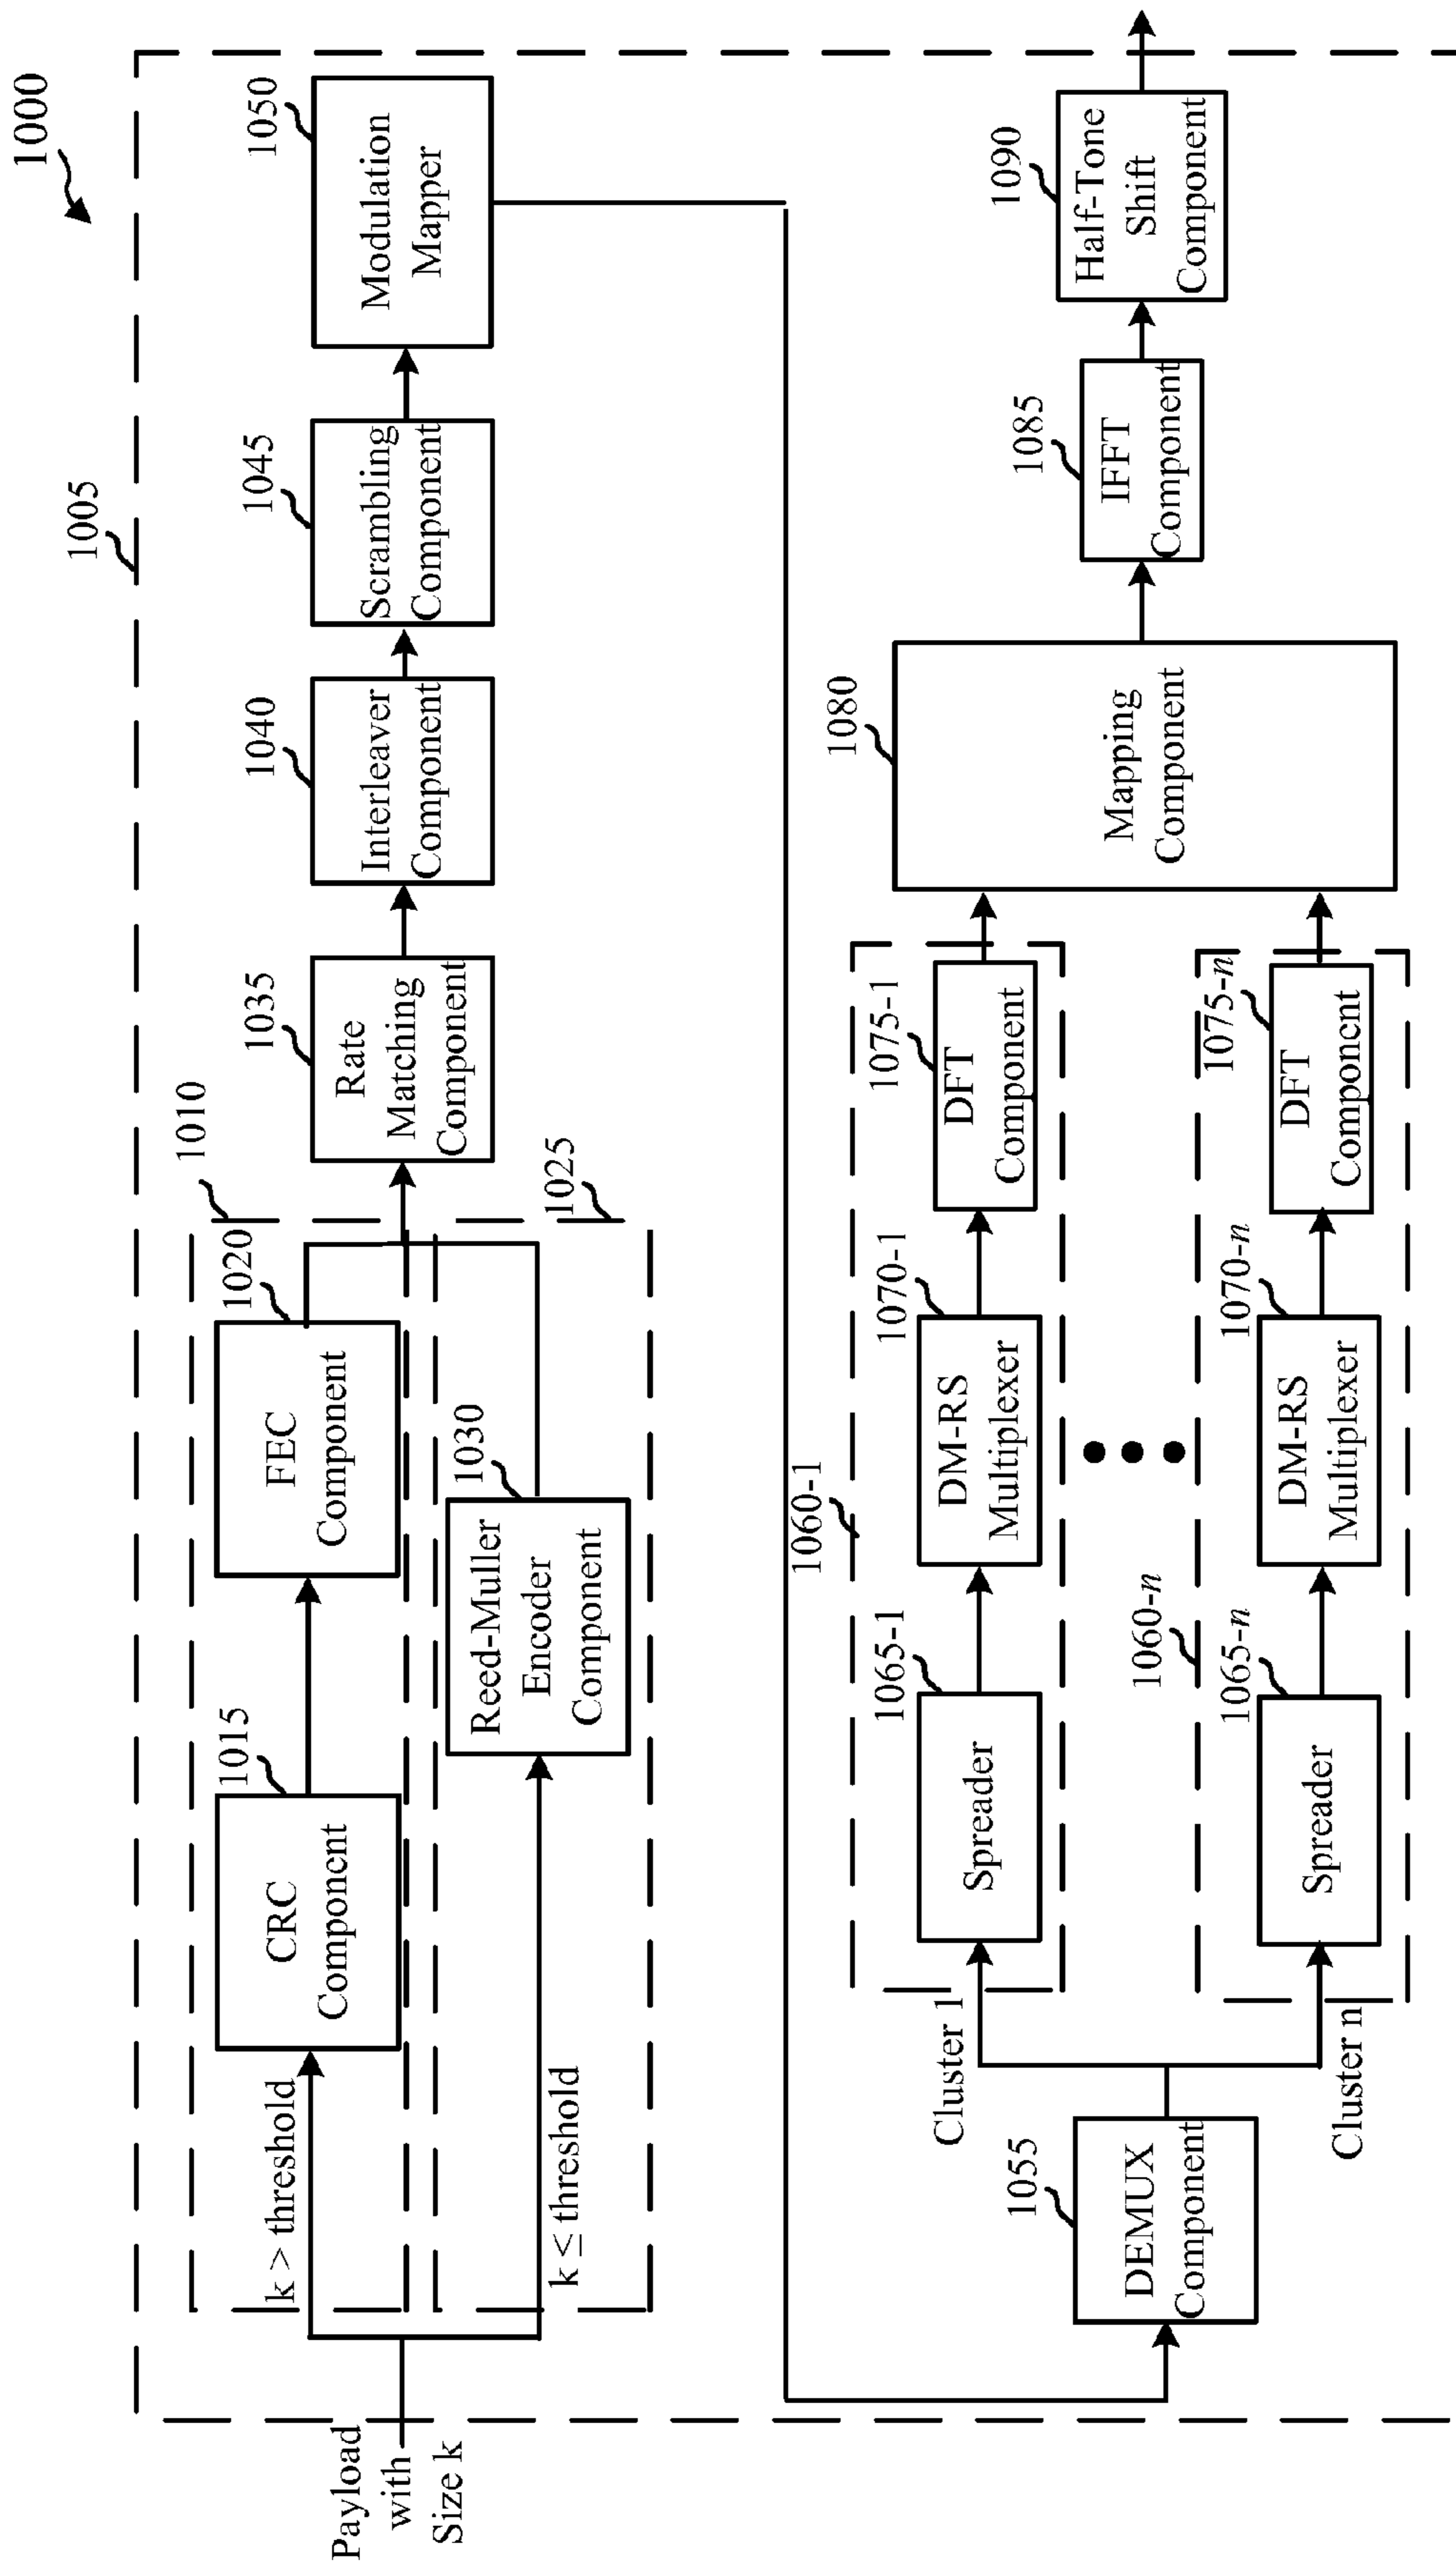 1000
1005
Payload
with
Size k
k > threshold
k ≤ threshold
1010
1015
CRC
Component
1020
FEC
Component
1025
1030
Reed-Muller
Encoder
Component
1035
Rate
Matching
Component
1040
Interleaver
Component
1045
Scrambling
Component
1050
Modulation
Mapper
1055
DEMUX
Component
Cluster 1
1060-1
1065-1
Spreader
1070-1
DM-RS
Multiplexer
1075-1
DFT
Component
Cluster n
1060-n
1065-n
Spreader
1070-n
DM-RS
Multiplexer
1075-n
DFT
Component
1080
Mapping
Component
1085
IFFT
Component
1090
Half-Tone
Shift
Component